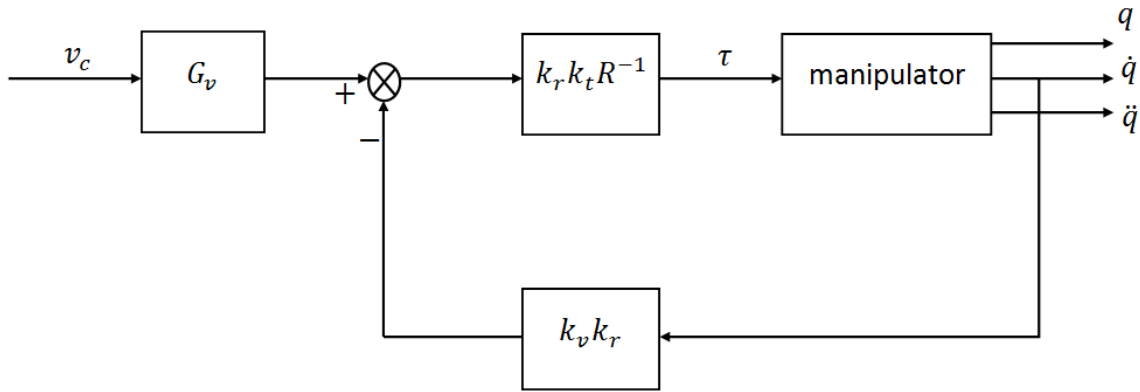 q
v_c
G_v
+
k_r k_t R^{-1}
τ
manipulator
q̇
q̈
−
k_v k_r